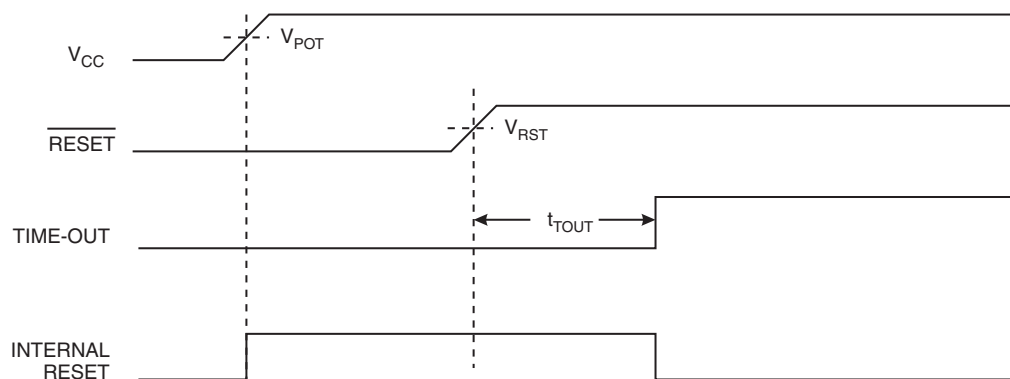 V_CC
V_POT
RESET
V_RST
TIME-OUT
t_TOUT
INTERNAL
RESET